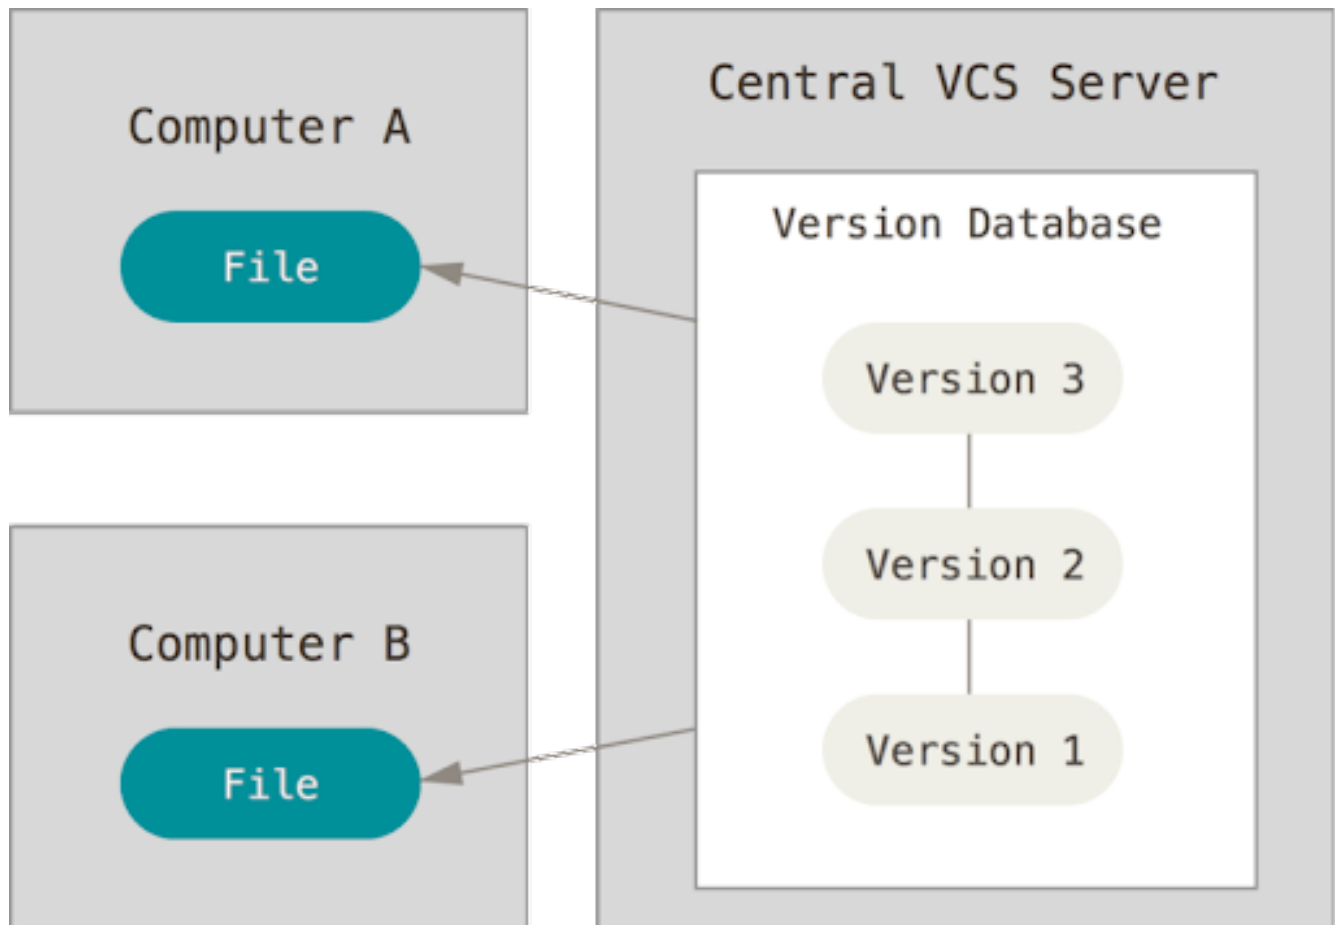 Computer A
File
Computer B
File
Central VCS Server
Version Database
Version 3
Version 2
Version 1